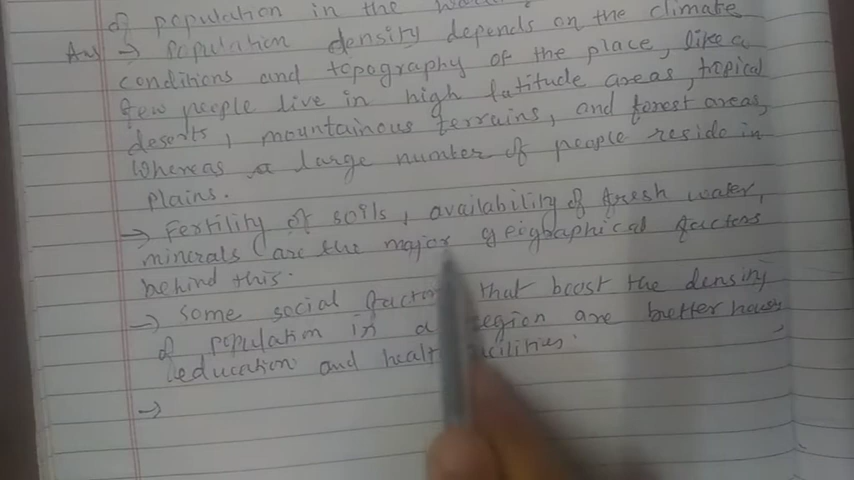 of population in the
Ans → Population density depends on the climate
conditions and topography of the place, like a
few people live in high latitude areas, tropical
deserts, mountainous terrains, and forest areas,
Whereas a large number of people reside in
plains.
→ Fertility of soils, availability of fresh water,
minerals are the major geigraphical factors
behind this.
→ Some social factor that boost the density
of population in a region are better
education and health facilities.
→